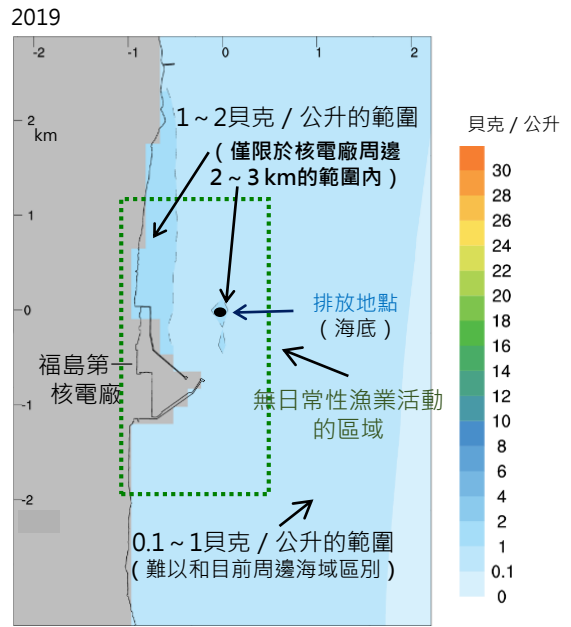 2019
-2 -1 0 1 2
2
km
1
0
-1
-2
1~2貝克 / 公升的範圍
( 僅限於核電廠周邊
2~3 km的範圍內 )
排放地點
( 海底 )
福島第一
核電廠
無日常性漁業活動
的區域
0.1~1貝克 / 公升的範圍
( 難以和目前周邊海域區別 )
貝克 / 公升
30
28
26
24
22
20
18
16
14
12
10
8
6
4
2
1
0.1
0